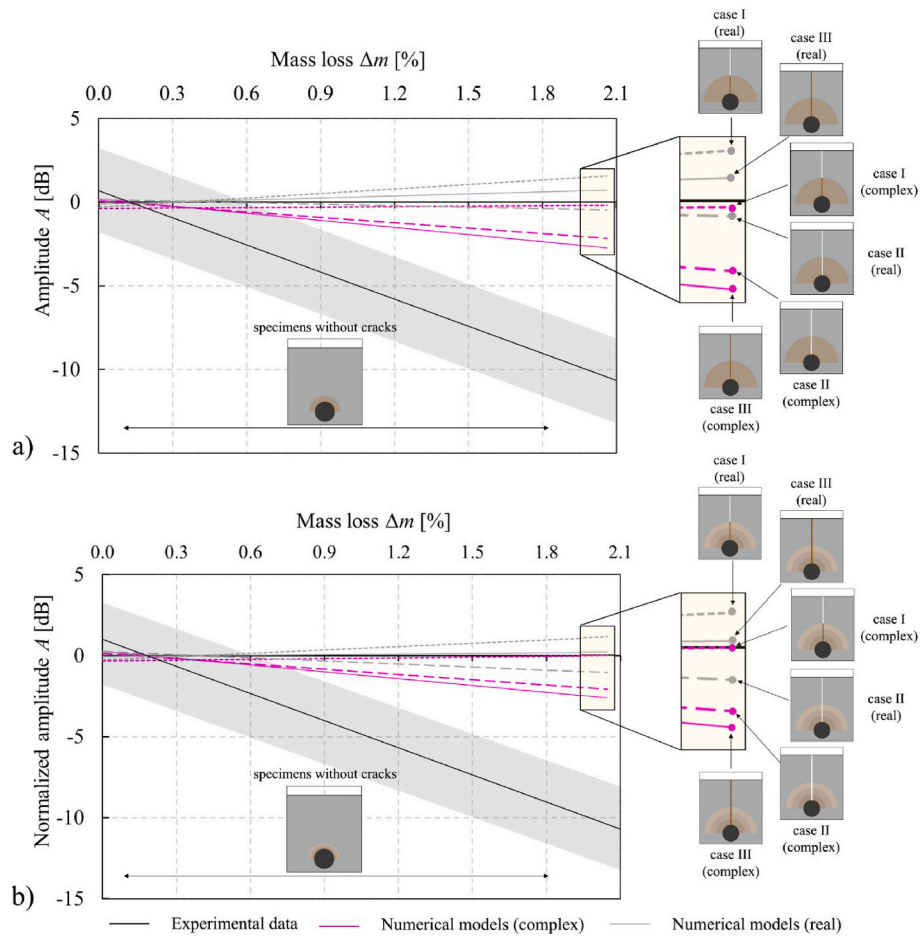 case I
(real)
case III
(real)
Mass loss Δm [%]
0.0 0.3 0.6 0.9 1.2 1.5 1.8 2.1
5
0
-5
-10
-15
Amplitude A [dB]
case I
(complex)
case II
(real)
specimens without cracks
case II
(complex)
case III
(complex)
a)
case I
(real)
case III
(real)
Mass loss Δm [%]
0.0 0.3 0.6 0.9 1.2 1.5 1.8 2.1
5
0
-5
-10
-15
Normalized amplitude A [dB]
case I
(complex)
case II
(real)
specimens without cracks
case II
(complex)
case III
(complex)
b)
Experimental data Numerical models (complex) Numerical models (real)